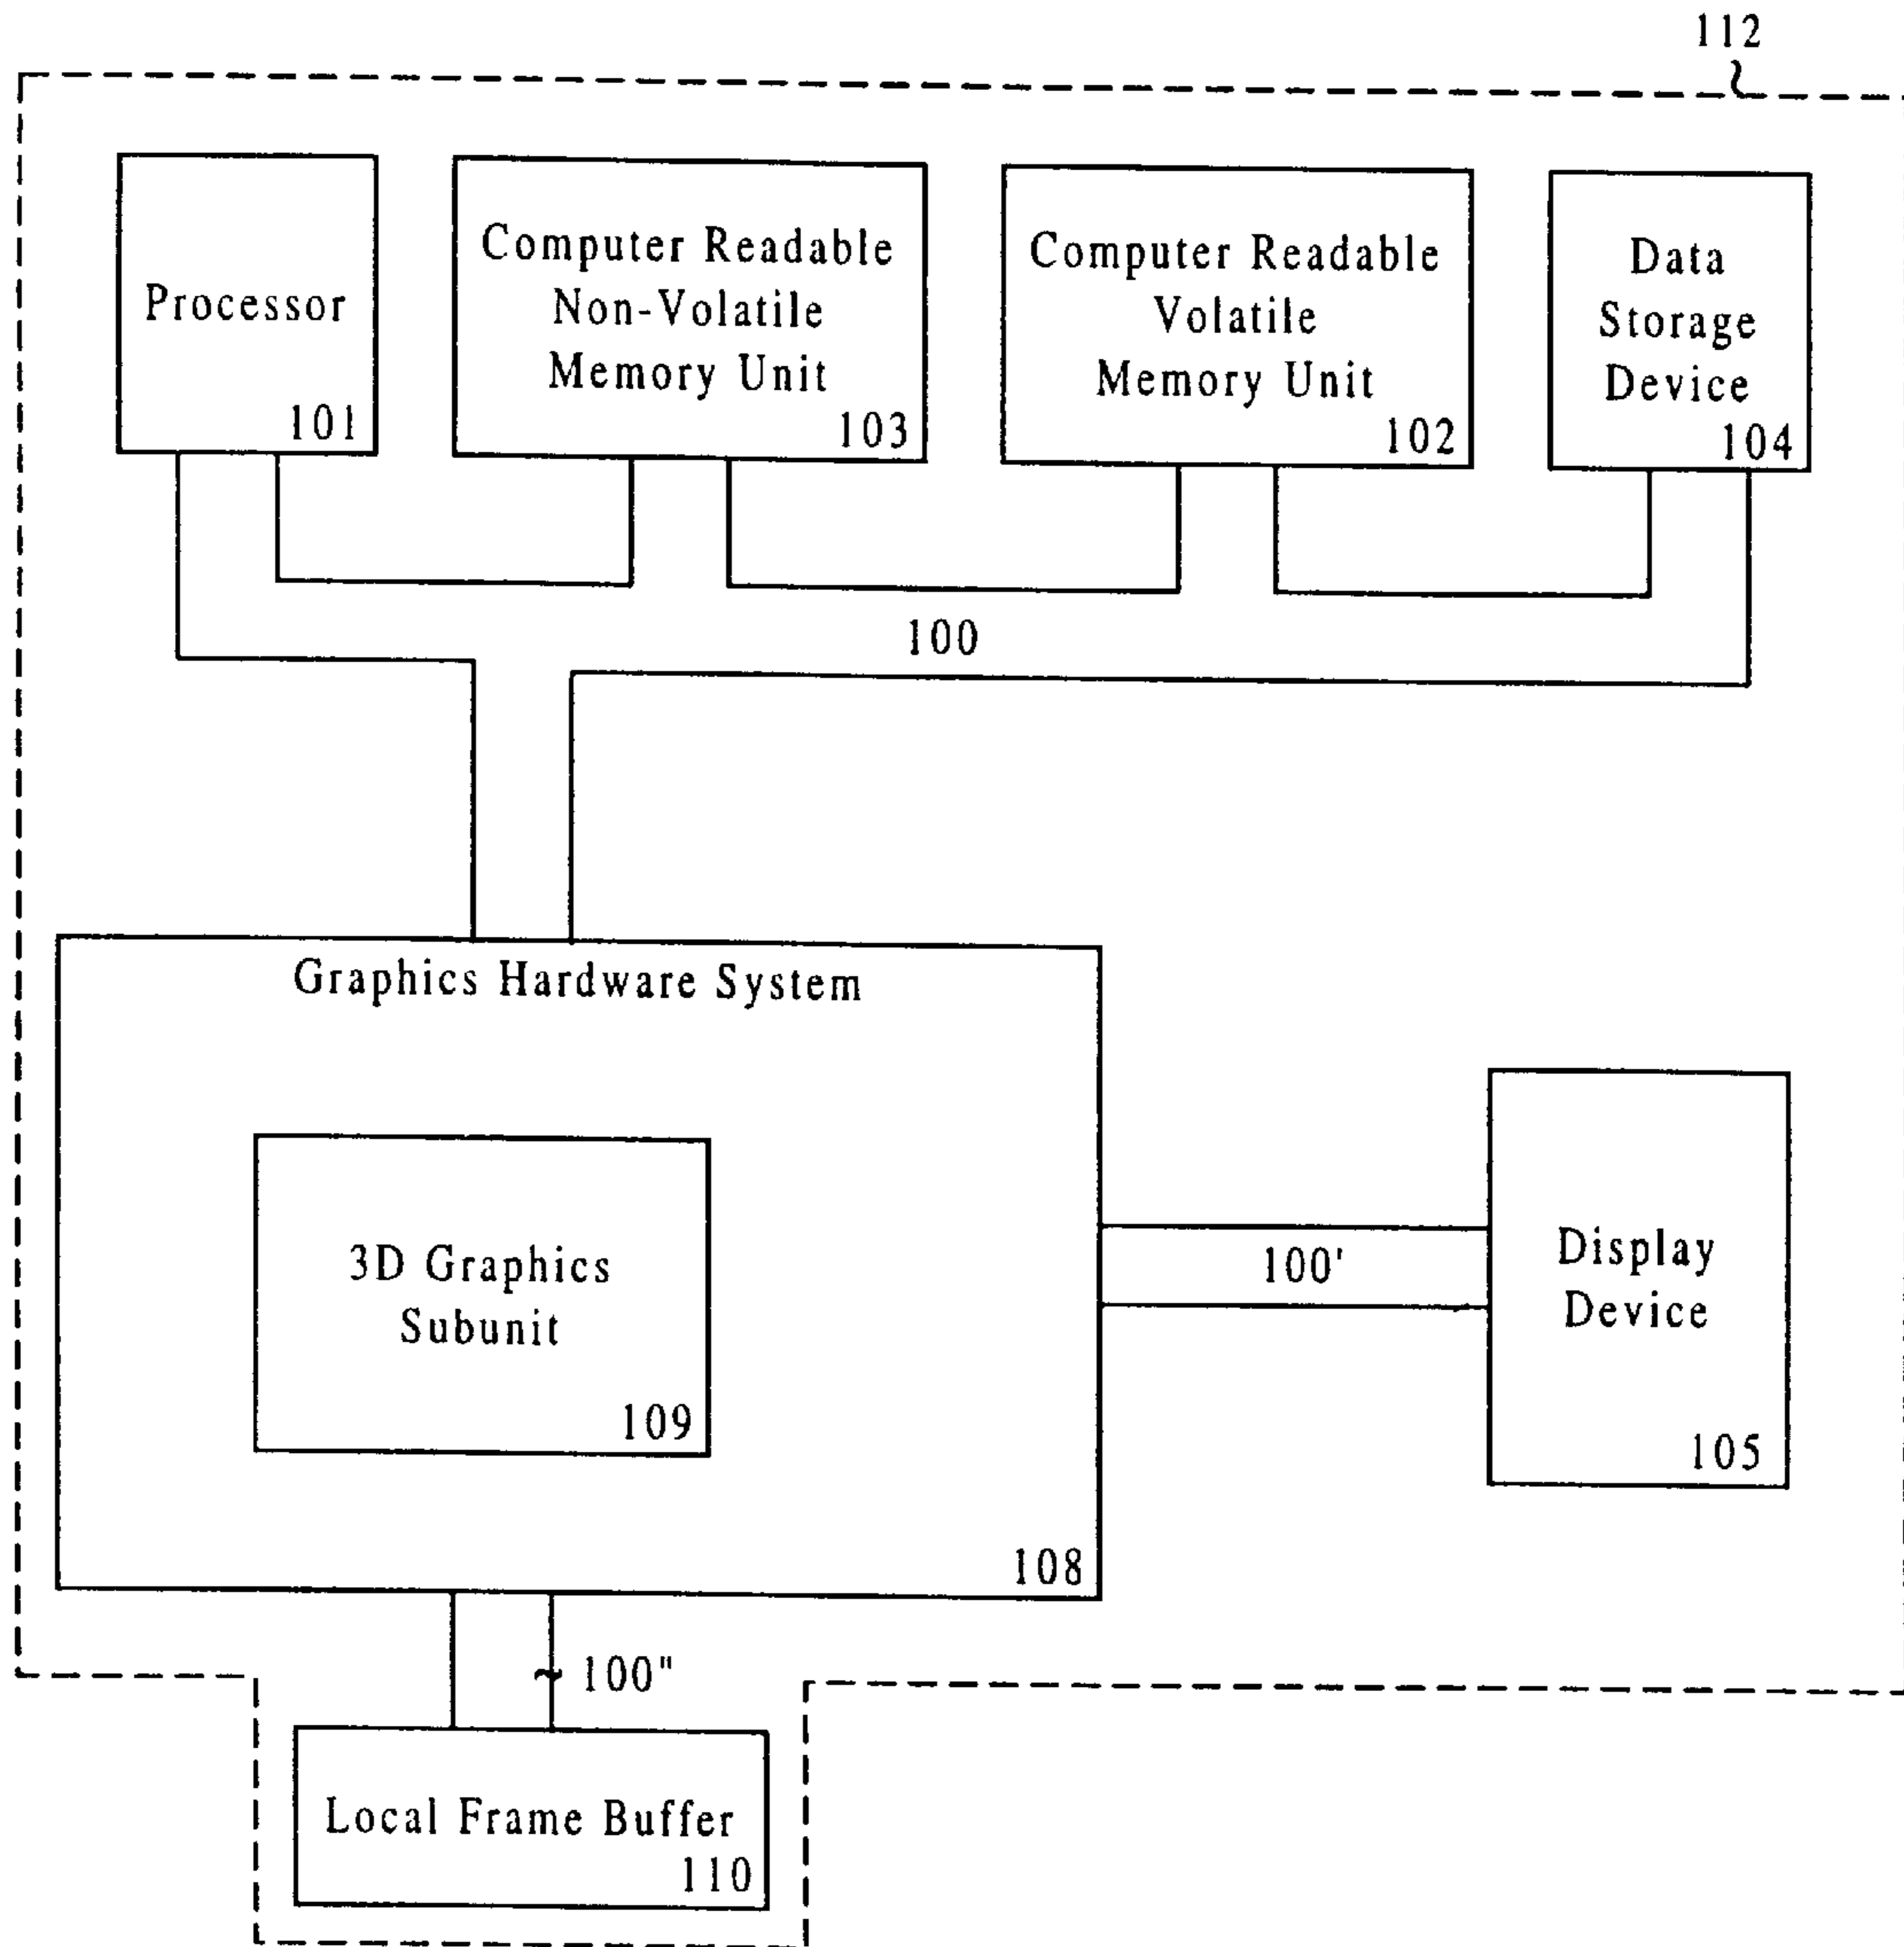 112
Processor
101
Computer Readable
Non-Volatile
Memory Unit
103
Computer Readable
Volatile
Memory Unit
102
Data
Storage
Device
104
100
Graphics Hardware System
3D Graphics
Subunit
109
108
100'
Display
Device
105
100"
Local Frame Buffer
110